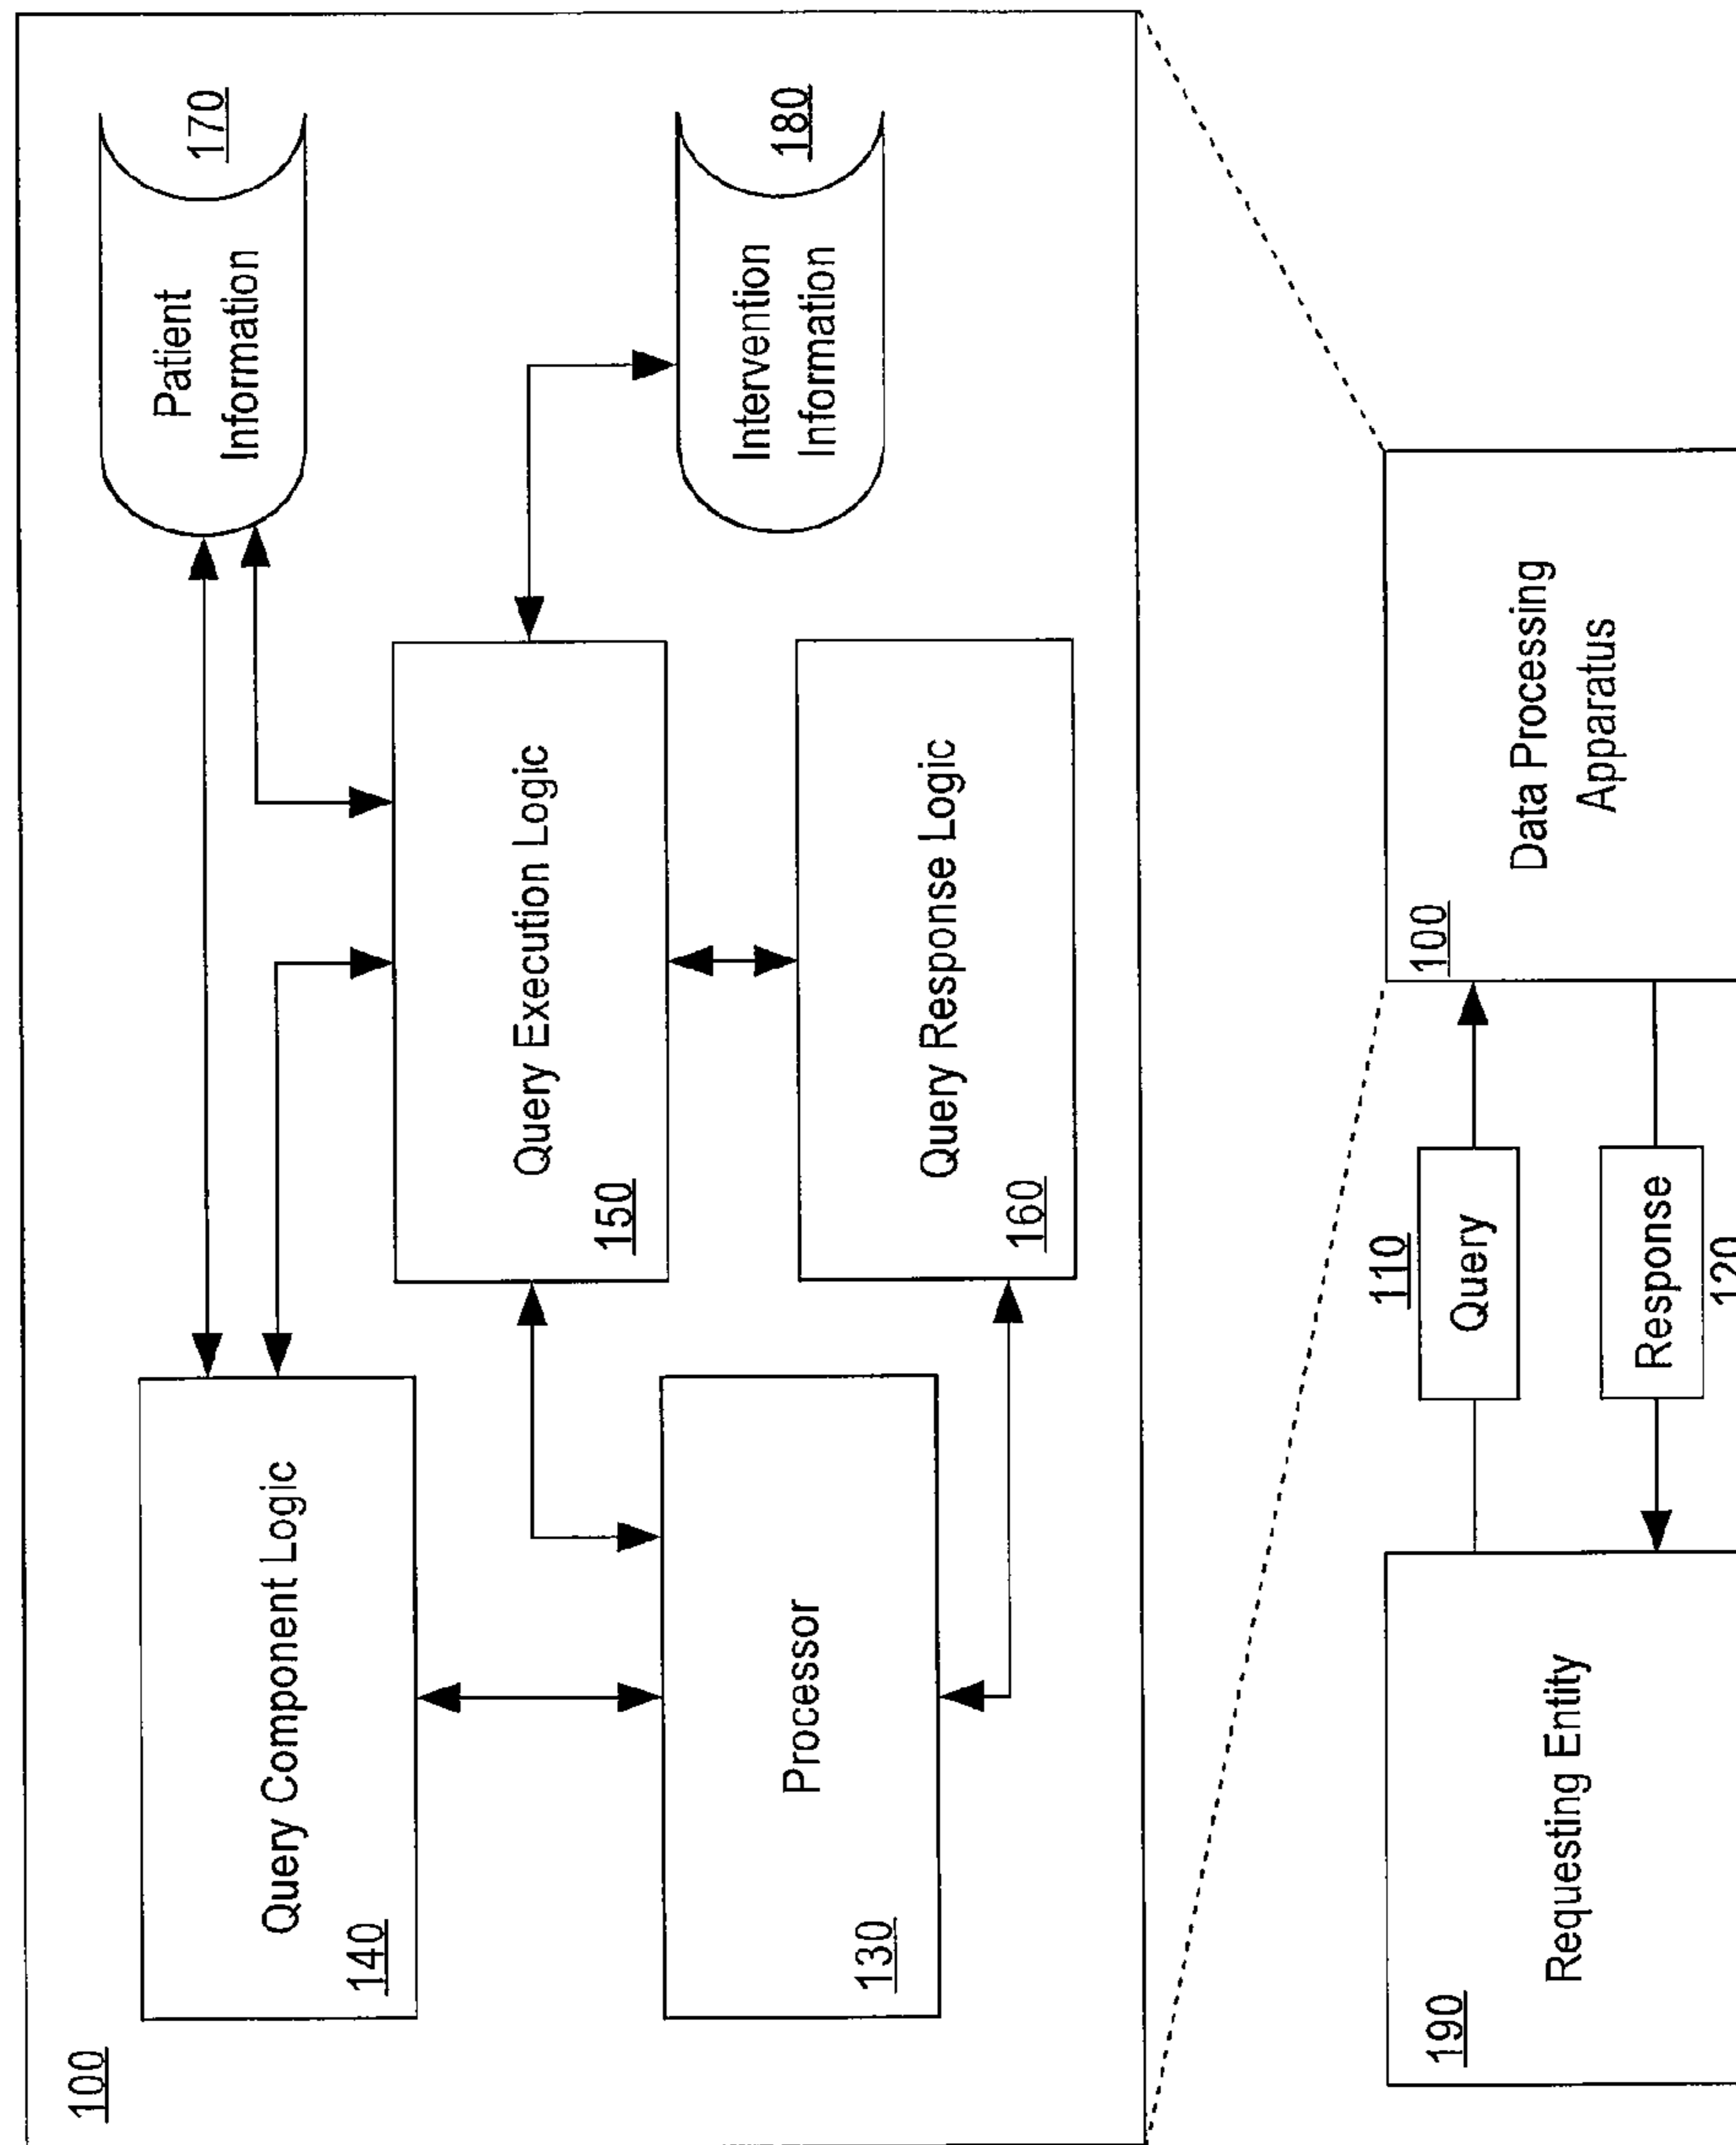 100
Query Component Logic
140
Patient
Information
170
Query Execution Logic
150
Intervention
Information
180
Processor
130
Query Response Logic
160
190
Requesting Entity
110
Query
Response
120
100
Data Processing
Apparatus